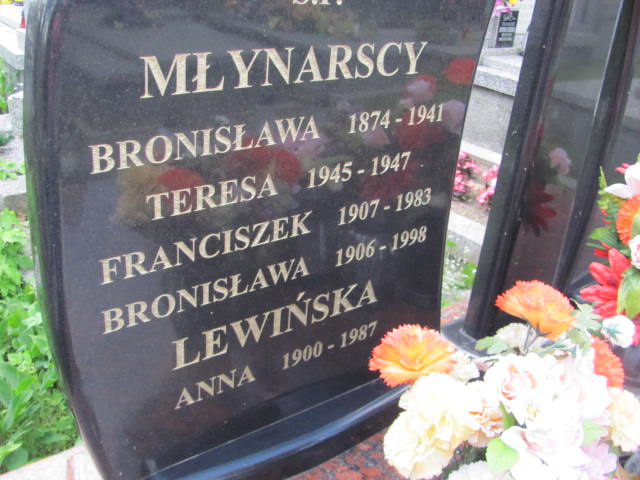 Ś.P.
MŁYNARSCY
BRONISŁAWA 1874 - 1941
TERESA 1945 - 1947
FRANCISZEK 1907 - 1983
BRONISŁAWA 1906 - 1998
LEWIŃSKA
ANNA 1900 - 1987